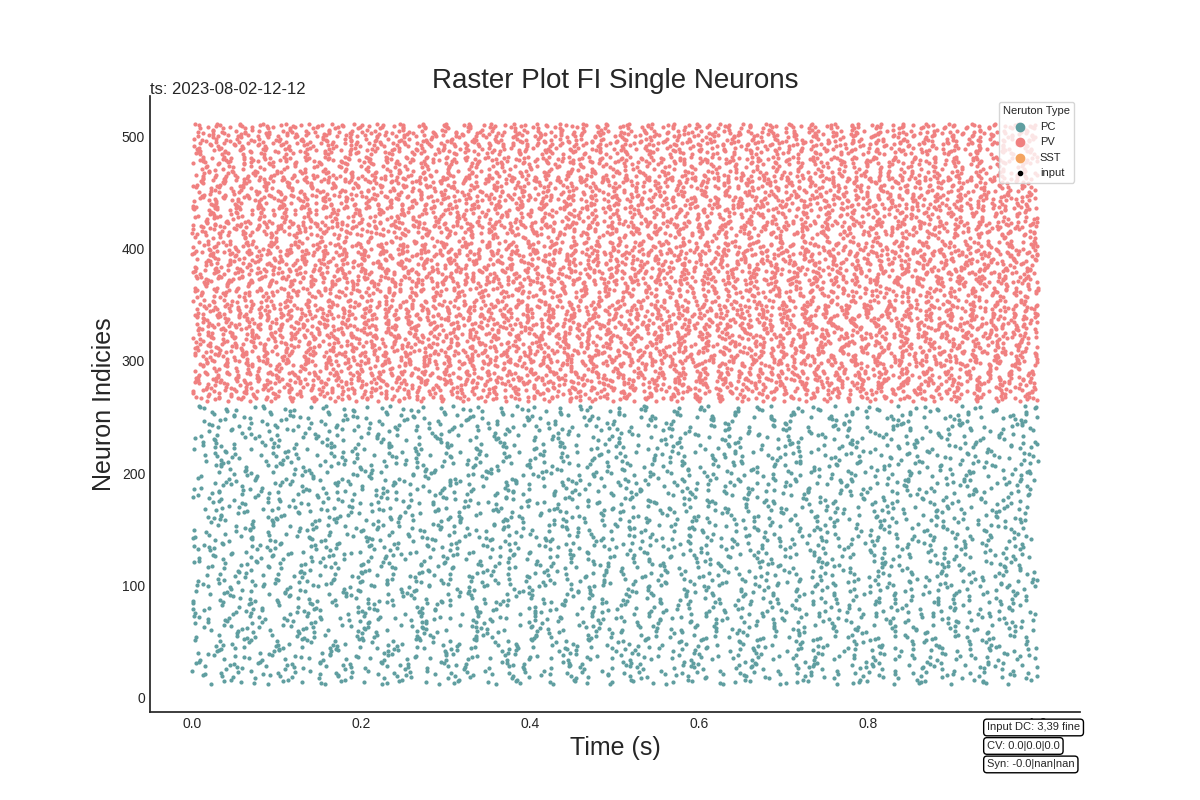 Raster Plot FI Single Neurons
ts: 2023-08-02-12-12
Neruton Type
PC
PV
SST
input
500
400
300
200
100
0
Neuron Indicies
0.0 0.2 0.4 0.6 0.8
Time (s)
Input DC: 3,39 fine
CV: 0.0|0.0|0.0
Syn: -0.0|nan|nan